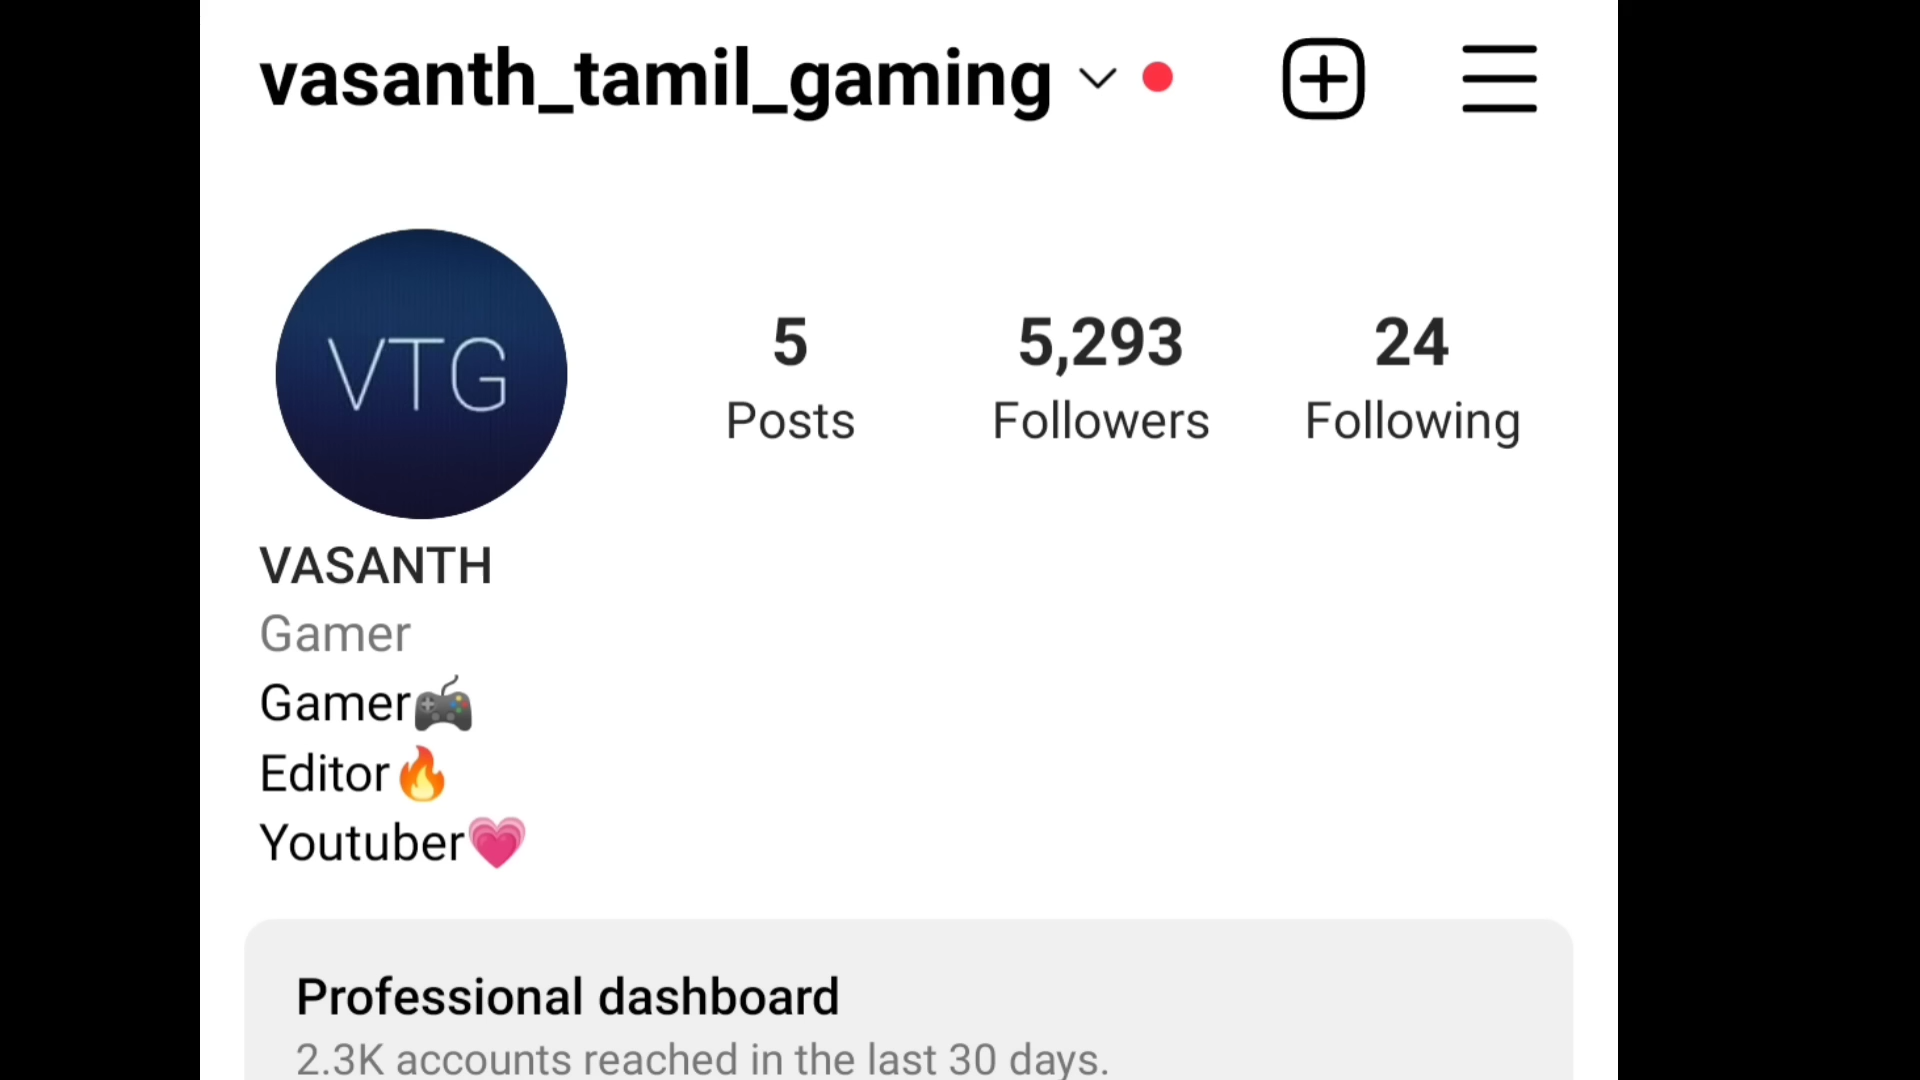 vasanth_tamil_gaming
VTG
5 5,293 24
Posts Followers Following
VASANTH
Gamer
Gamer🎮
Editor🔥
Youtuber💗
Professional dashboard
2.3K accounts reached in the last 30 days.